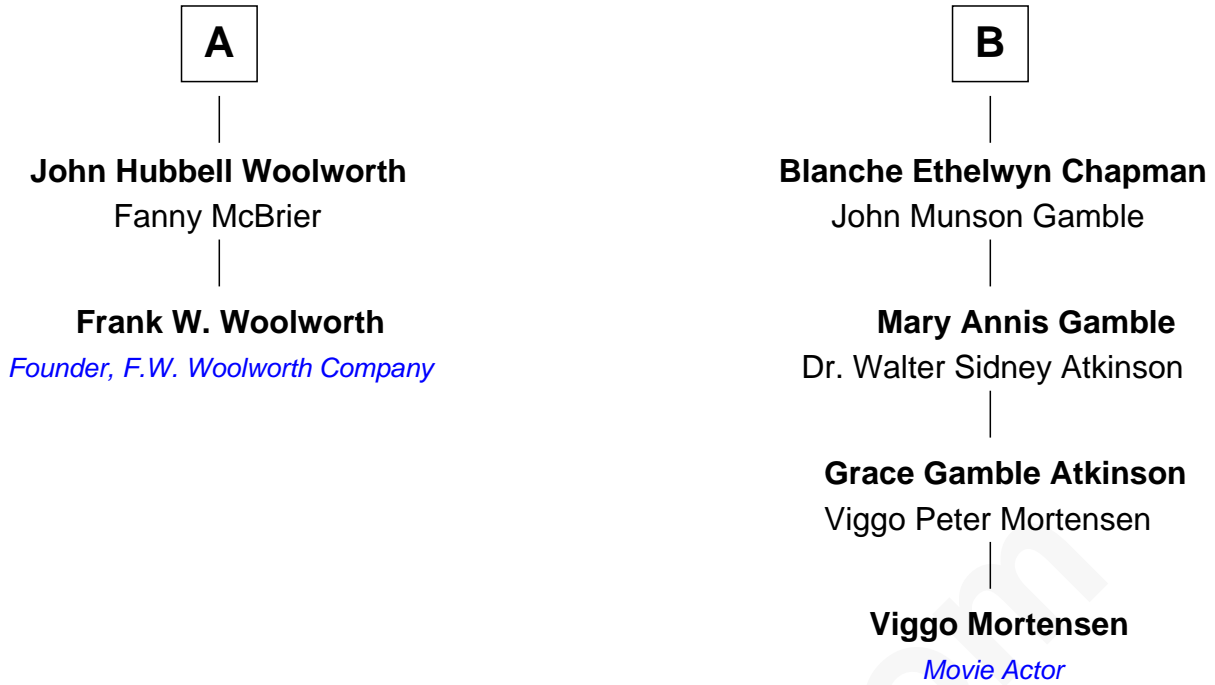 A
John Hubbell Woolworth
Fanny McBrier
Frank W. Woolworth
Founder, F.W. Woolworth Company
B
Blanche Ethelwyn Chapman
John Munson Gamble
Mary Annis Gamble
Dr. Walter Sidney Atkinson
Grace Gamble Atkinson
Viggo Peter Mortensen
Viggo Mortensen
Movie Actor